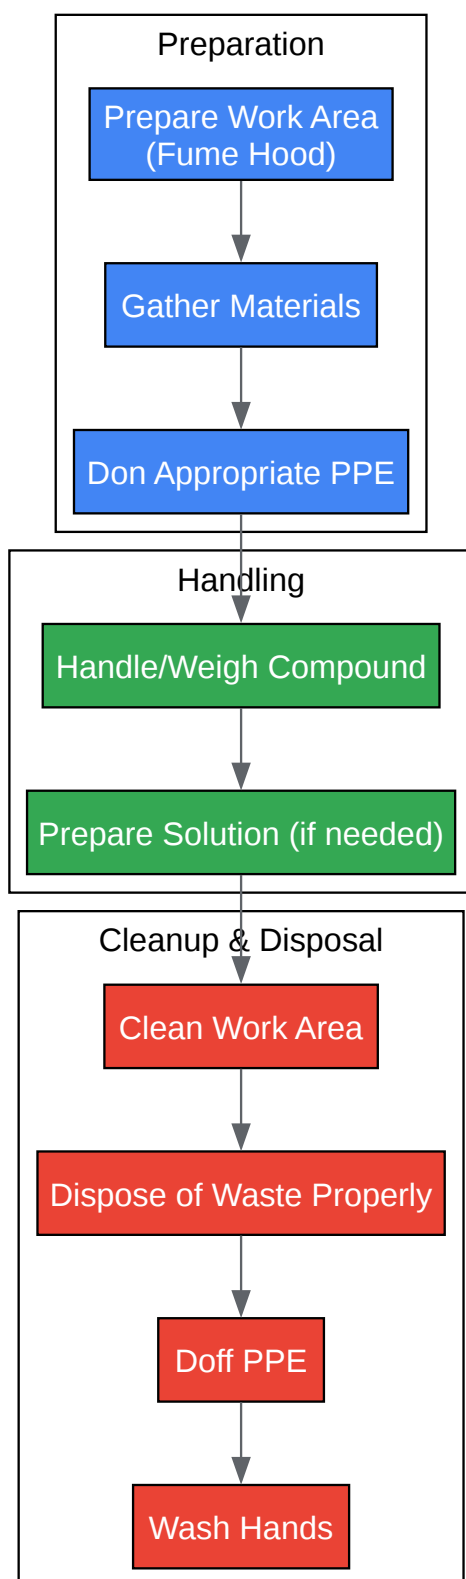 Preparation
Prepare Work Area
(Fume Hood)
Gather Materials
Don Appropriate PPE
Handling
Handle/Weigh Compound
Prepare Solution (if needed)
Cleanup & Disposal
Clean Work Area
Dispose of Waste Properly
Doff PPE
Wash Hands